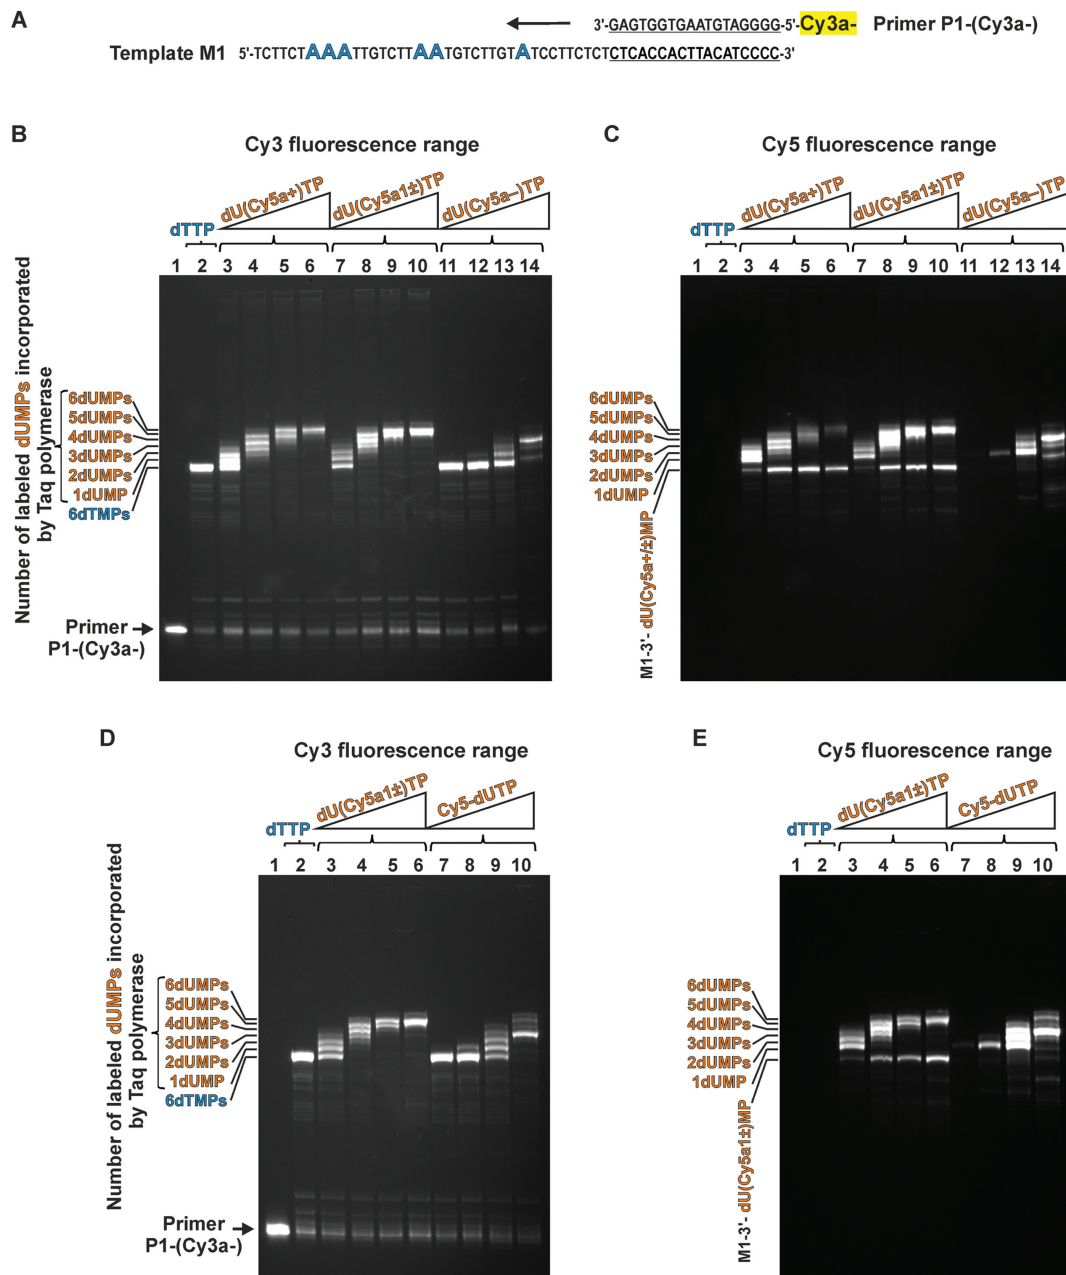 A
3'-GAGTGGTGAATGTAGGGG-5'-Cy3a- Primer P1-(Cy3a-)
Template M1 5'-TCTTCTAAATTGTCTTAATGTCTTGTATCCTTCTCTCTCACCACTTACATCCCC-3'
B
Cy3 fluorescence range
dTTP
dU(Cy5a+)TP
dU(Cy5a1±)TP
dU(Cy5a–)TP
1 2 3 4 5 6 7 8 9 10 11 12 13 14
Number of labeled dUMPs incorporated
by Taq polymerase
6dUMPs
5dUMPs
4dUMPs
3dUMPs
2dUMPs
1dUMP
6dTMPs
Primer
P1-(Cy3a-)
C
Cy5 fluorescence range
dTTP
dU(Cy5a+)TP
dU(Cy5a1±)TP
dU(Cy5a–)TP
1 2 3 4 5 6 7 8 9 10 11 12 13 14
6dUMPs
5dUMPs
4dUMPs
3dUMPs
2dUMPs
1dUMP
M1-3'- dU(Cy5a+/±)MP
D
Cy3 fluorescence range
dTTP
dU(Cy5a1±)TP
Cy5-dUTP
1 2 3 4 5 6 7 8 9 10
Number of labeled dUMPs incorporated
by Taq polymerase
6dUMPs
5dUMPs
4dUMPs
3dUMPs
2dUMPs
1dUMP
6dTMPs
Primer
P1-(Cy3a-)
E
Cy5 fluorescence range
dTTP
dU(Cy5a1±)TP
Cy5-dUTP
1 2 3 4 5 6 7 8 9 10
6dUMPs
5dUMPs
4dUMPs
3dUMPs
2dUMPs
1dUMP
M1-3'- dU(Cy5a1±)MP